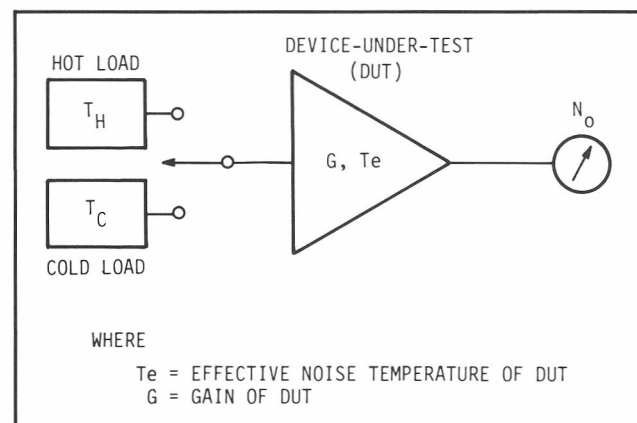 DEVICE-UNDER-TEST
(DUT)
HOT LOAD
T_H
N_o
G, Te
T_C
COLD LOAD
WHERE
Te = EFFECTIVE NOISE TEMPERATURE OF DUT
G = GAIN OF DUT